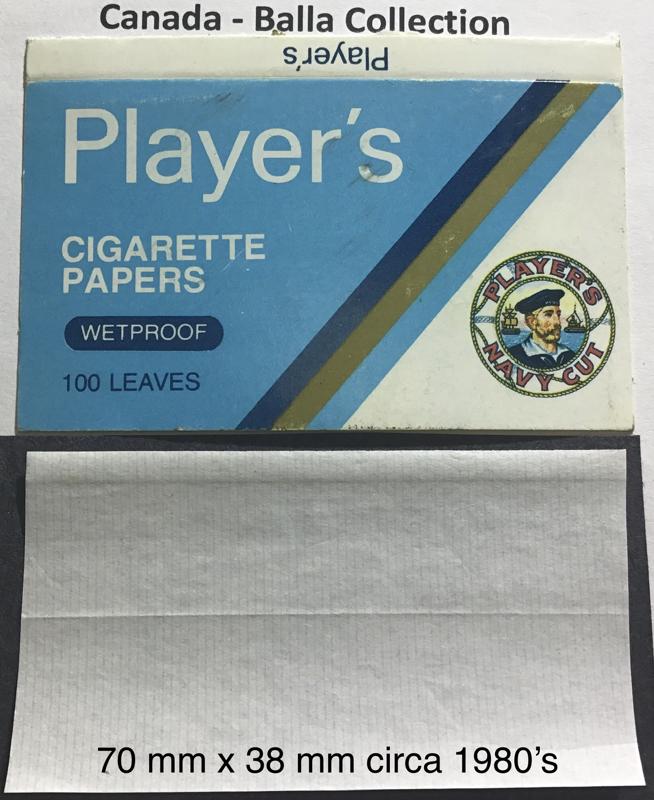 Canada - Balla Collection
Player's
Player's
CIGARETTE
PAPERS
WETPROOF
100 LEAVES
PLAYER'S
NAVY CUT
70 mm x 38 mm circa 1980's